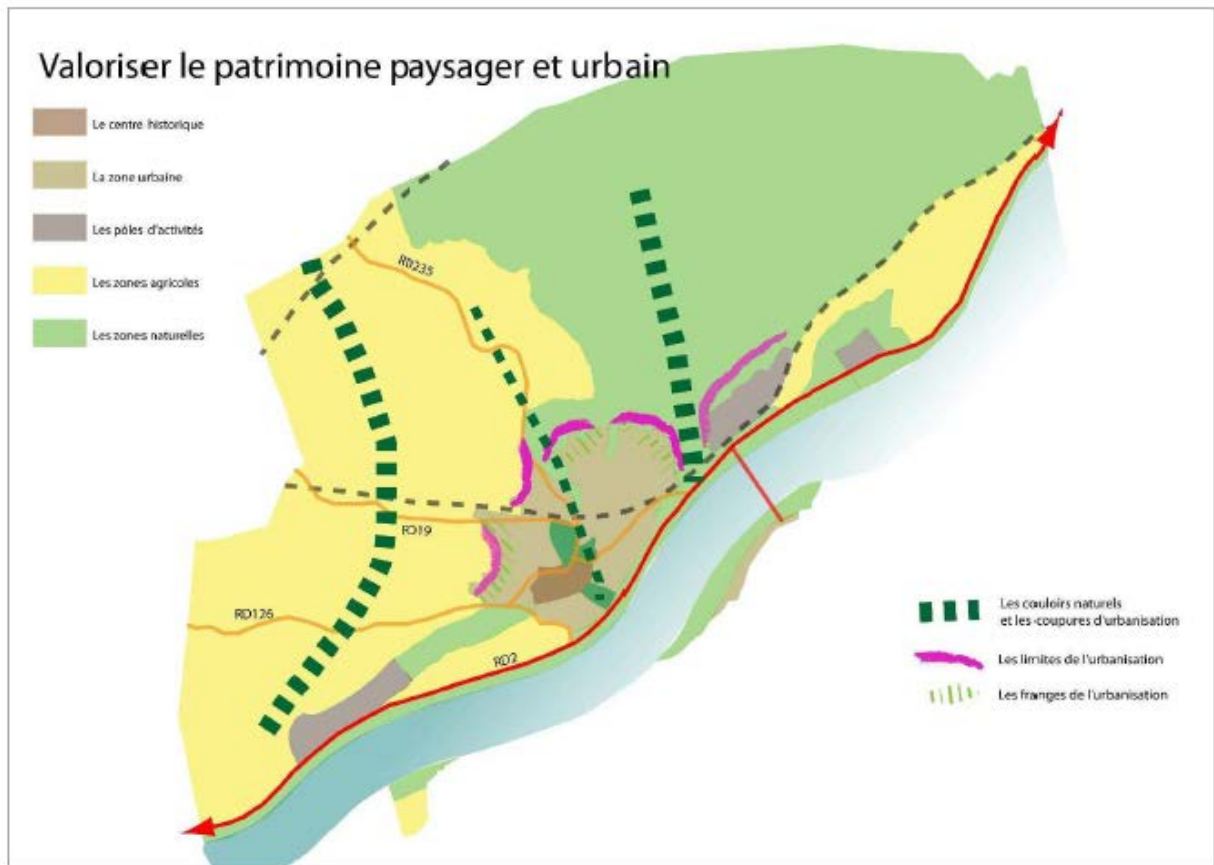 Valoriser le patrimoine paysager et urbain
Le centre historique
La zone urbaine
Les pôles d'activités
Les zones agricoles
Les zones naturelles
RD235
RD19
RD126
RD2
Les couloirs naturels
et les coupures d'urbanisation
Les limites de l'urbanisation
Les franges de l'urbanisation